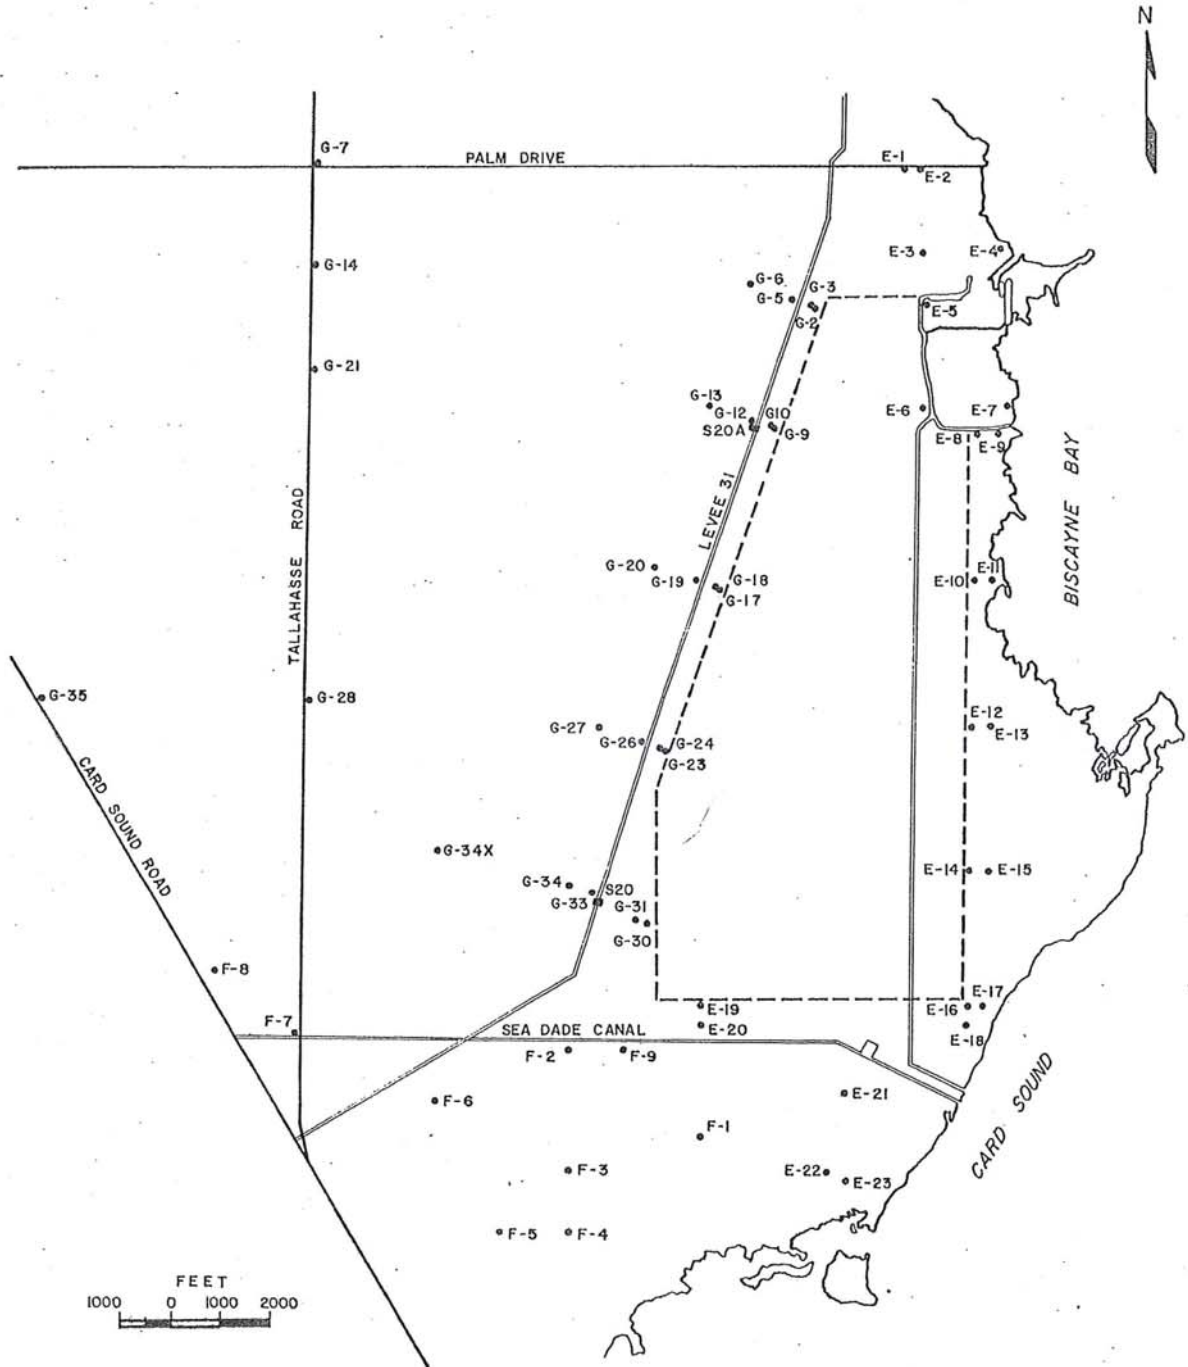 N
G-7
PALM DRIVE
E-1
E-2
G-14
E-3
E-4
G-6
G-3
G-5
G-2
E-5
G-21
G-13
G-12
G10
S20A
G-9
E-6
E-7
E-8
E-9
BISCAYNE BAY
LEVEE 31
TALLAHASSE ROAD
G-20
G-19
G-18
G-17
E-10
E-11
G-35
G-28
G-27
G-26
G-24
G-23
E-12
E-13
CARD SOUND ROAD
G-34X
G-34
S20
G-33
G-31
G-30
E-14
E-15
F-8
E-19
E-16
E-17
F-7
SEA DADE CANAL
E-20
E-18
F-2
F-9
F-6
E-21
CARD SOUND
F-1
F-3
E-22
E-23
F-5
F-4
FEET
1000 0 1000 2000